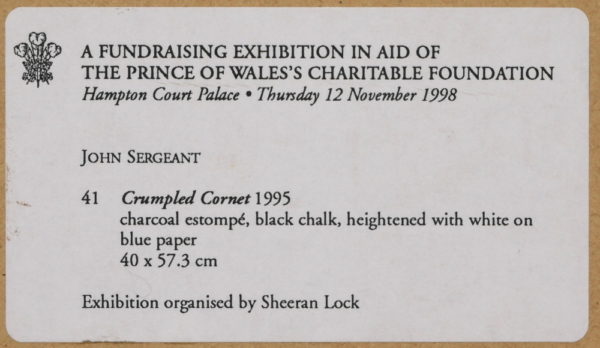 A FUNDRAISING EXHIBITION IN AID OF
THE PRINCE OF WALES'S CHARITABLE FOUNDATION
Hampton Court Palace • Thursday 12 November 1998
JOHN SERGEANT
41 Crumpled Cornet 1995
charcoal estompé, black chalk, heightened with white on
blue paper
40 x 57.3 cm
Exhibition organised by Sheeran Lock